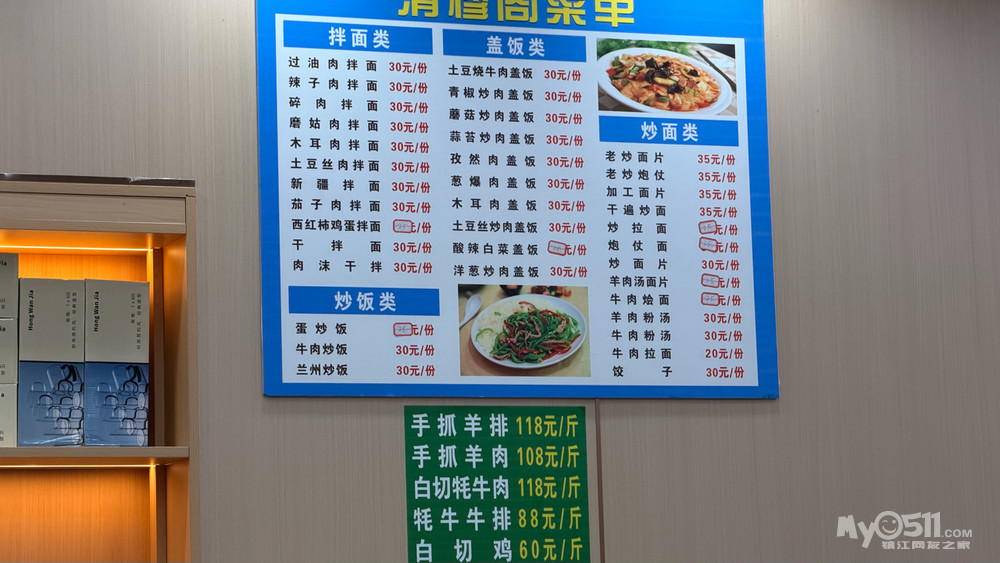 清穆阁菜单
拌面类
过油肉拌面 30元/份
辣子肉拌面 30元/份
碎肉拌面 30元/份
磨姑肉拌面 30元/份
木耳肉拌面 30元/份
土豆丝肉拌面 30元/份
新疆拌面 30元/份
茄子肉拌面 30元/份
西红柿鸡蛋拌面 元/份
干拌面 30元/份
肉沫干拌 30元/份
炒饭类
蛋炒饭 元/份
牛肉炒饭 30元/份
兰州炒饭 30元/份
盖饭类
土豆烧牛肉盖饭 30元/份
青椒炒肉盖饭 30元/份
蘑菇炒肉盖饭 30元/份
蒜苔炒肉盖饭 30元/份
孜然肉盖饭 30元/份
葱爆肉盖饭 30元/份
木耳肉盖饭 30元/份
土豆丝炒肉盖饭 30元/份
酸辣白菜盖饭 元/份
洋葱炒肉盖饭 30元/份
炒面类
老炒面片 35元/份
老炒炮仗 35元/份
加工面片 35元/份
干遍炒面 35元/份
炒拉面 元/份
炮仗面 元/份
炒面 30元/份
羊肉汤面片 元/份
牛肉烩面 元/份
羊肉粉汤 30元/份
牛肉粉汤 30元/份
牛肉拉面 20元/份
饺子 30元/份
手抓羊排 118元/斤
手抓羊肉 108元/斤
白切牦牛肉 118元/斤
牦牛牛排 88元/斤
白切鸡 60元/斤
Hong Wan Jia
Hong Wan Jia
My0511.COM
镇江网友之家